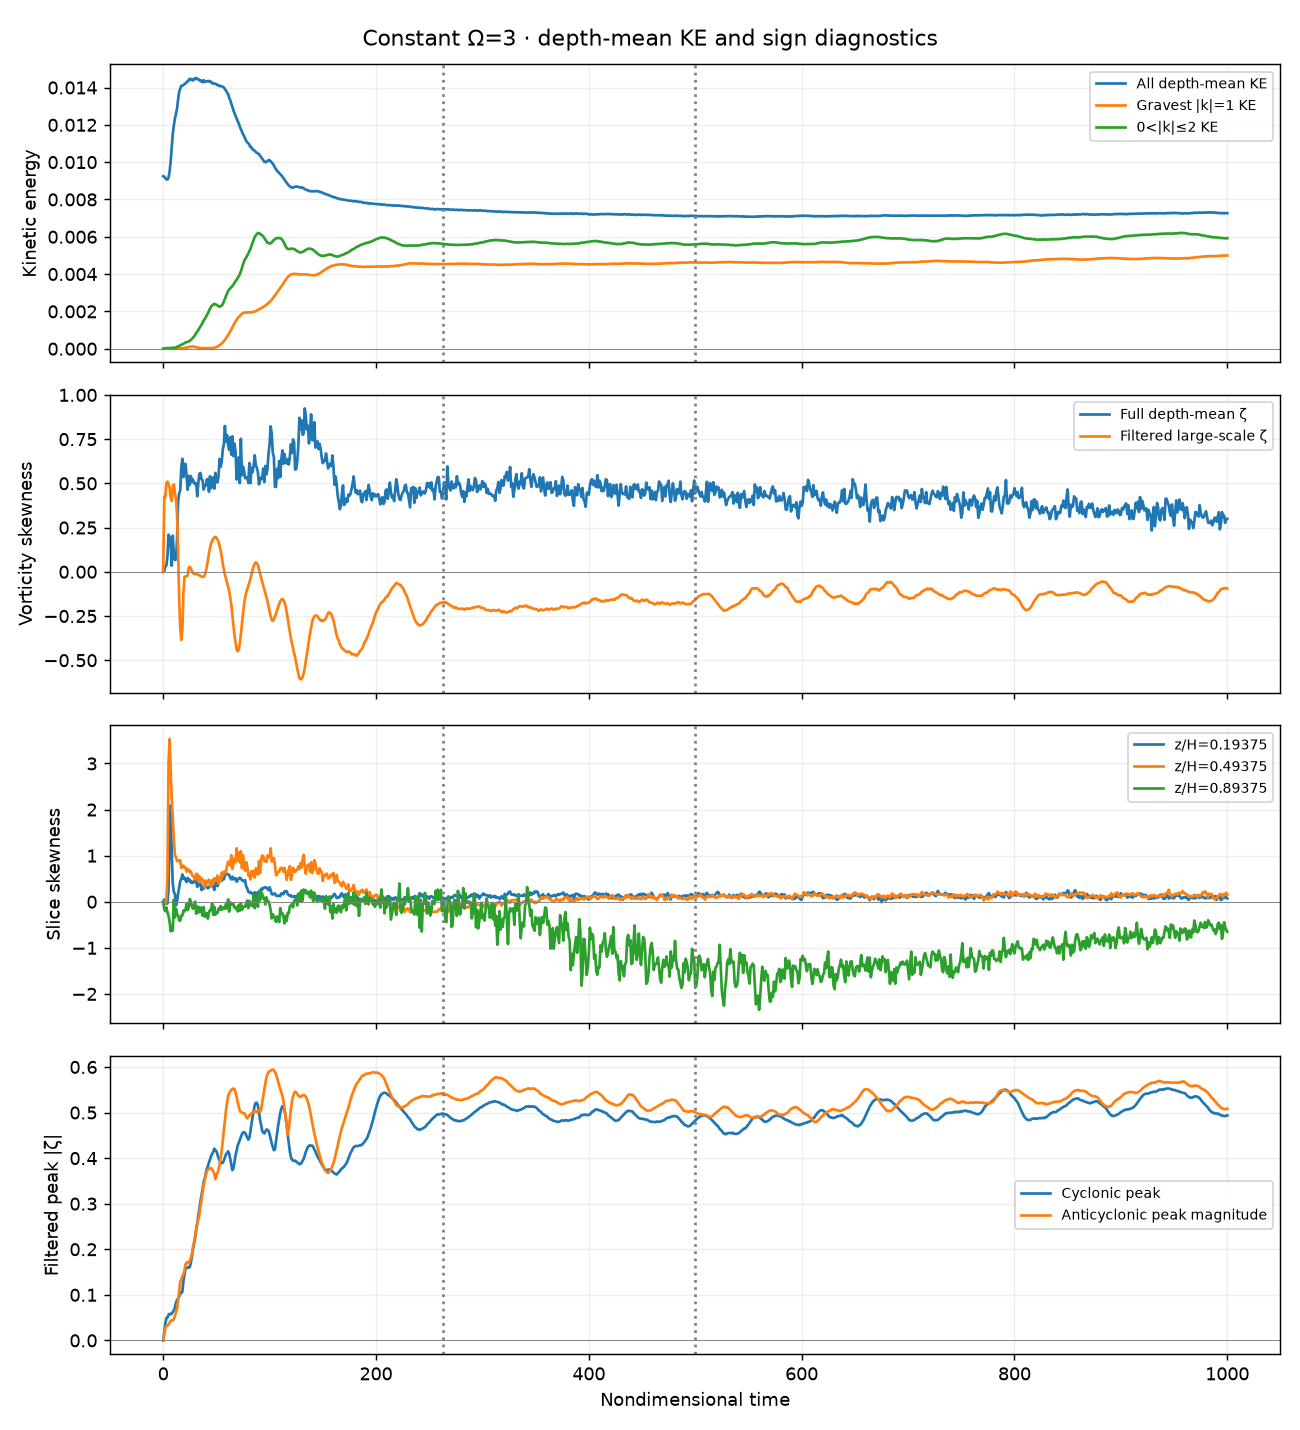 Constant Ω=3 · depth-mean KE and sign diagnostics
Kinetic energy
0.014
0.012
0.010
0.008
0.006
0.004
0.002
0.000
All depth-mean KE
Gravest |k|=1 KE
0<|k|≤2 KE
Vorticity skewness
1.00
0.75
0.50
0.25
0.00
−0.25
−0.50
Full depth-mean ζ
Filtered large-scale ζ
Slice skewness
3
2
1
0
−1
−2
z/H=0.19375
z/H=0.49375
z/H=0.89375
Filtered peak |ζ|
0.6
0.5
0.4
0.3
0.2
0.1
0.0
Cyclonic peak
Anticyclonic peak magnitude
0 200 400 600 800 1000
Nondimensional time